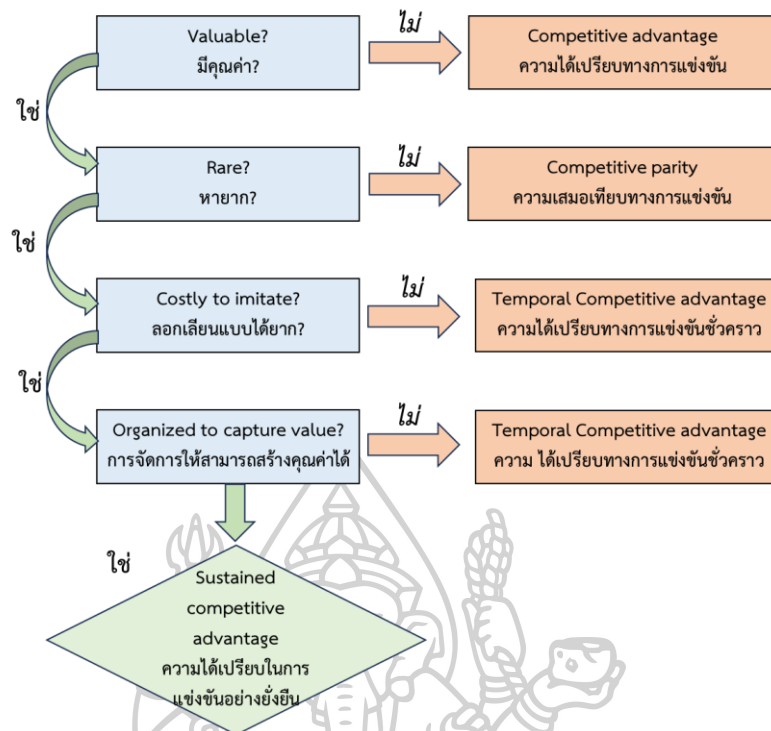 Valuable?
มีคุณค่า?
ไม่
Competitive advantage
ความได้เปรียบทางการแข่งขัน
ใช่
Rare?
หายาก?
ไม่
Competitive parity
ความเสมอเทียบทางการแข่งขัน
ใช่
Costly to imitate?
ลอกเลียนแบบได้ยาก?
ไม่
Temporal Competitive advantage
ความได้เปรียบทางการแข่งขันชั่วคราว
ใช่
Organized to capture value?
การจัดการให้สามารถสร้างคุณค่าได้
ไม่
Temporal Competitive advantage
ความ ได้เปรียบทางการแข่งขันชั่วคราว
ใช่
Sustained
competitive
advantage
ความได้เปรียบในการ
แข่งขันอย่างยั่งยืน